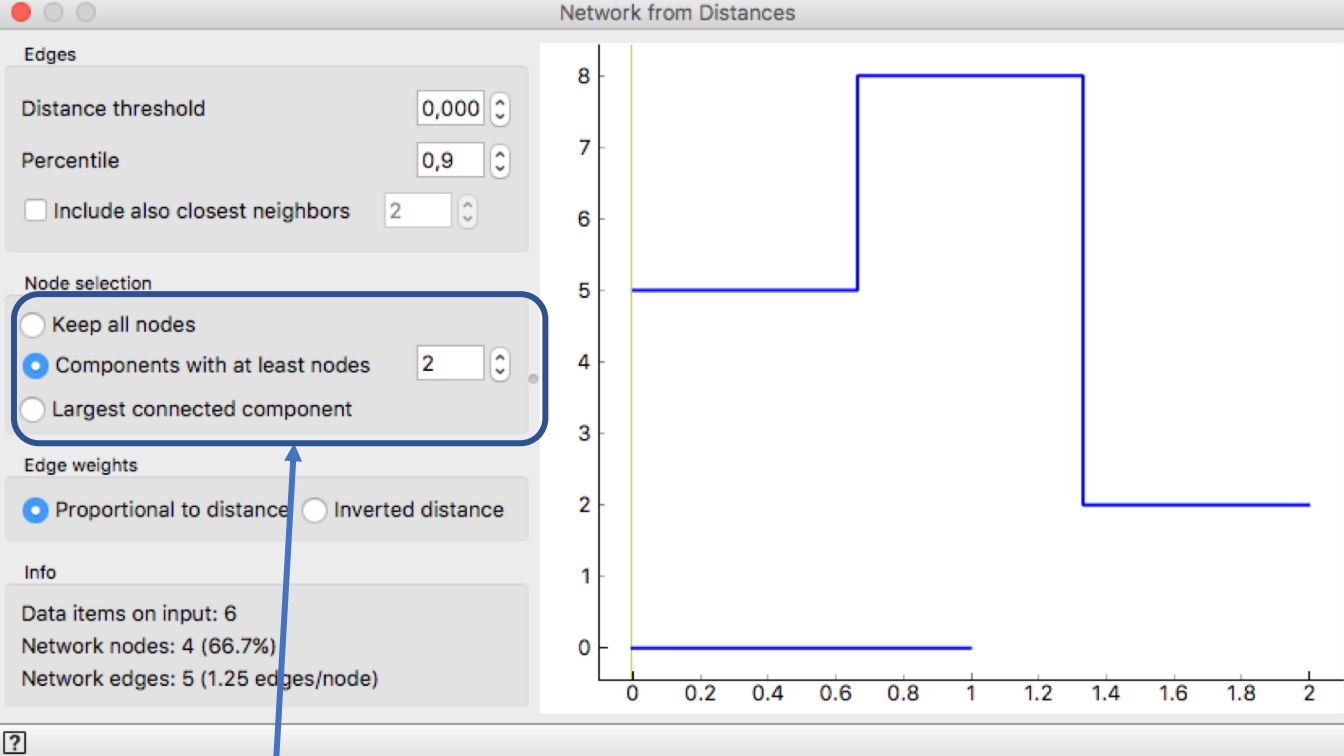 Network from Distances
Edges
Distance threshold 0,000
Percentile 0,9
Include also closest neighbors 2
Node selection
Keep all nodes
Components with at least nodes 2
Largest connected component
Edge weights
Proportional to distance Inverted distance
Info
Data items on input: 6
Network nodes: 4 (66.7%)
Network edges: 5 (1.25 edges/node)
8
7
6
5
4
3
2
1
0
0 0.2 0.4 0.6 0.8 1 1.2 1.4 1.6 1.8 2
?